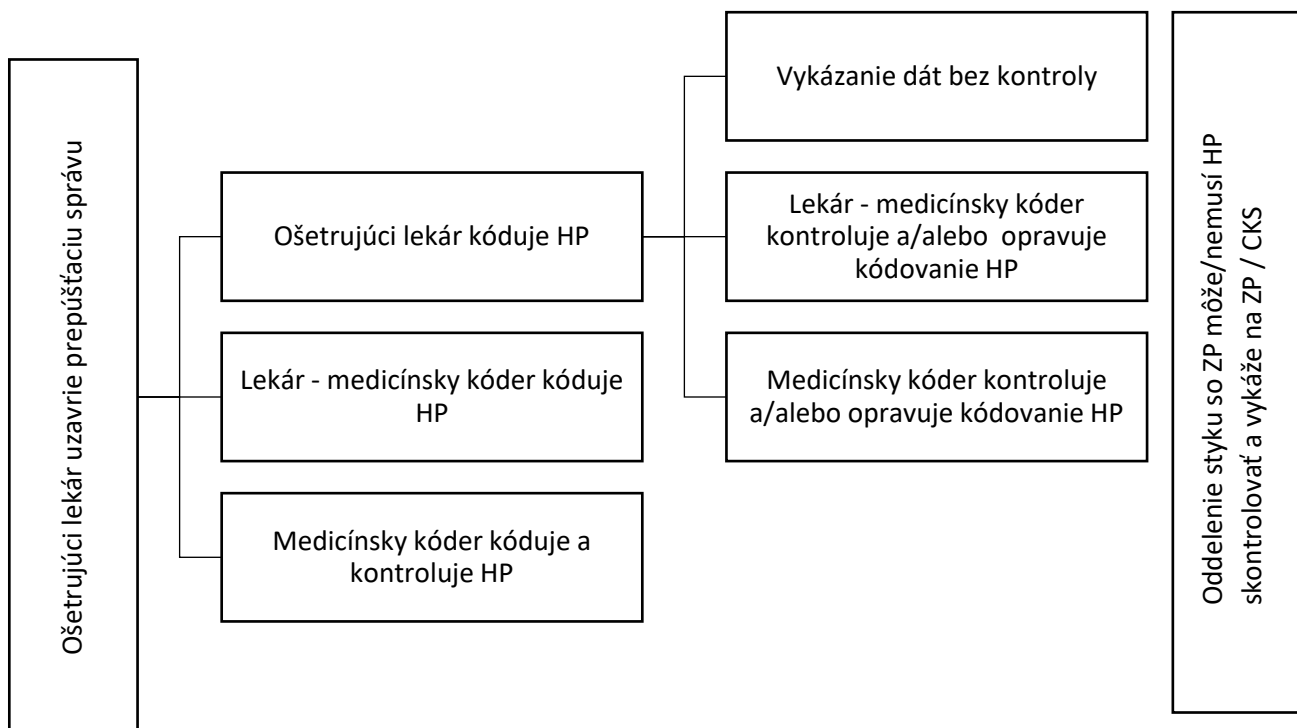 Ošetrujúci lekár uzavrie prepúšťaciu správu
Ošetrujúci lekár kóduje HP
Lekár - medicínsky kóder kóduje
HP
Medicínsky kóder kóduje a
kontroluje HP
Vykázanie dát bez kontroly
Lekár - medicínsky kóder
kontroluje a/alebo  opravuje
kódovanie HP
Medicínsky kóder kontroluje
a/alebo opravuje kódovanie HP
Oddelenie styku so ZP môže/nemusí HP
skontrolovať a vykáže na ZP / CKS